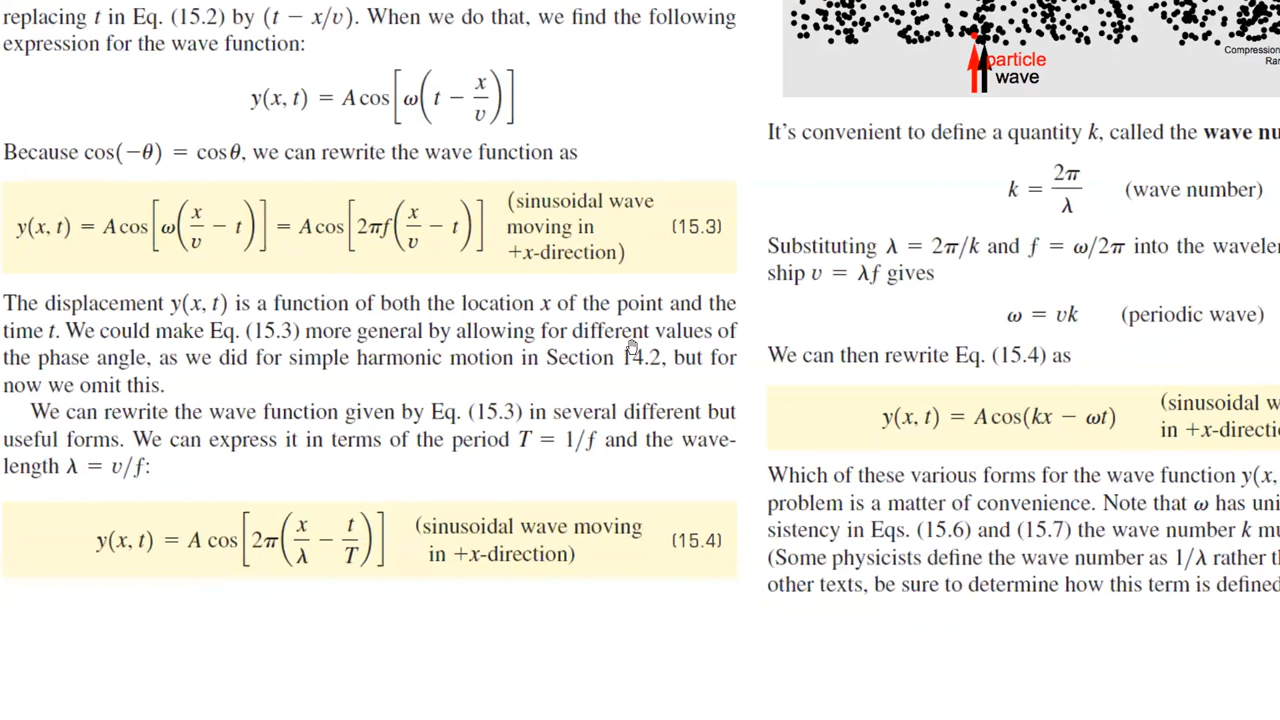 replacing t in Eq. (15.2) by (t − x/v). When we do that, we find the following
expression for the wave function:
y(x, t) = A cos[ω(t − x/v)]
Because cos(−θ) = cos θ, we can rewrite the wave function as
y(x, t) = A cos[ω(x/v − t)] = A cos[2πf(x/v − t)] (sinusoidal wave moving in +x-direction) (15.3)
The displacement y(x, t) is a function of both the location x of the point and the
time t. We could make Eq. (15.3) more general by allowing for different values of
the phase angle, as we did for simple harmonic motion in Section 14.2, but for
now we omit this.
We can rewrite the wave function given by Eq. (15.3) in several different but
useful forms. We can express it in terms of the period T = 1/f and the wave-
length λ = v/f:
y(x, t) = A cos[2π(x/λ − t/T)] (sinusoidal wave moving in +x-direction) (15.4)
Compression
Rar
particle
wave
It's convenient to define a quantity k, called the wave nu
k = 2π/λ (wave number)
Substituting λ = 2π/k and f = ω/2π into the wavele
ship v = λf gives
ω = vk (periodic wave)
We can then rewrite Eq. (15.4) as
y(x, t) = A cos(kx − ωt) (sinusoidal w in +x-directi
Which of these various forms for the wave function y(x,
problem is a matter of convenience. Note that ω has uni
sistency in Eqs. (15.6) and (15.7) the wave number k mu
(Some physicists define the wave number as 1/λ rather th
other texts, be sure to determine how this term is defined